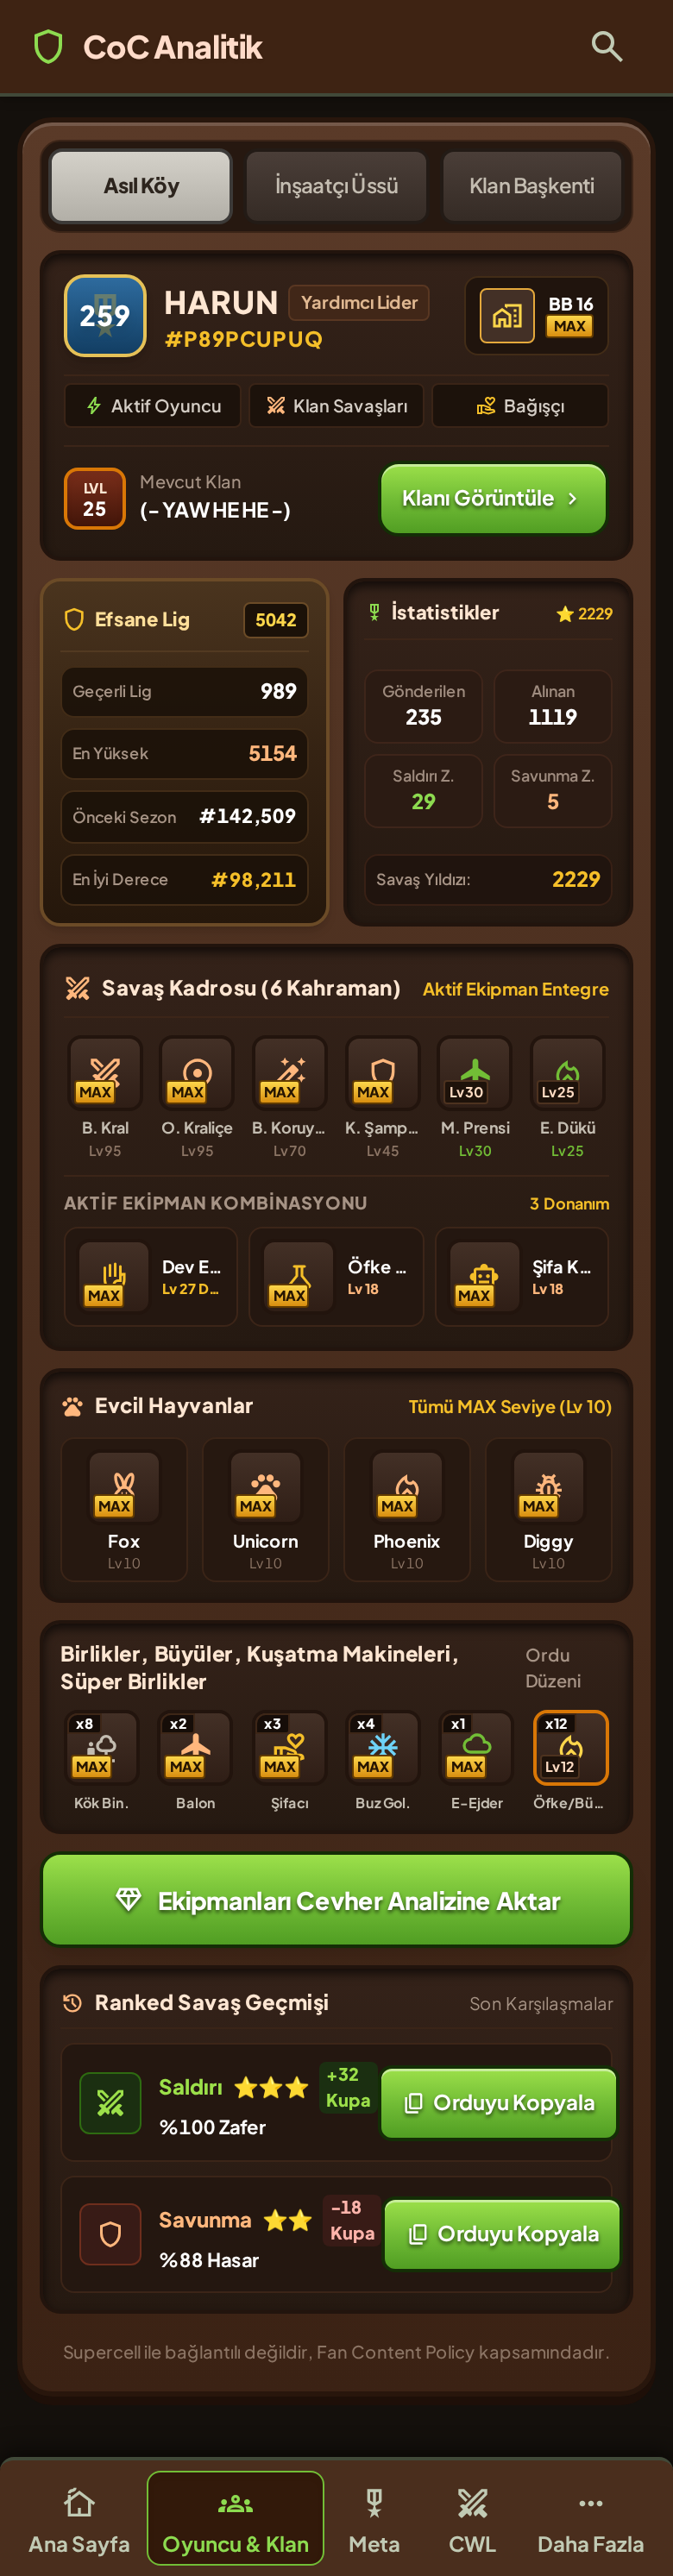 CoC Analitik
Asıl Köy İnşaatçı Üssü Klan Başkenti
259 HARUN Yardımcı Lider BB 16
#P89PCUPUQ MAX
Aktif Oyuncu Klan Savaşları Bağışçı
LVL 25
Mevcut Klan
(-YAWHEHE-)
Klanı Görüntüle
Efsane Lig 5042
Geçerli Lig 989
En Yüksek 5154
Önceki Sezon #142,509
En İyi Derece #98,211
İstatistikler ⭐ 2229
Gönderilen Alınan
235 1119
Saldırı Z. Savunma Z.
29 5
Savaş Yıldızı: 2229
Savaş Kadrosu (6 Kahraman) Aktif Ekipman Entegre
MAX MAX MAX MAX Lv30 Lv25
B. Kral O. Kraliçe B. Koruy... K. Şamp... M. Prensi E. Dükü
Lv95 Lv95 Lv70 Lv45 Lv30 Lv25
AKTİF EKİPMAN KOMBİNASYONU 3 Donanım
Dev E... Öfke ... Şifa K...
MAX Lv 27 D... MAX Lv 18 MAX Lv 18
Evcil Hayvanlar Tümü MAX Seviye (Lv 10)
MAX MAX MAX MAX
Fox Unicorn Phoenix Diggy
Lv10 Lv10 Lv10 Lv10
Birlikler, Büyüler, Kuşatma Makineleri,
Süper Birlikler
Ordu
Düzeni
x8 x2 x3 x4 x1 x12
MAX MAX MAX MAX MAX Lv12
Kök Bin. Balon Şifacı Buz Gol. E-Ejder Öfke/Bü...
Ekipmanları Cevher Analizine Aktar
Ranked Savaş Geçmişi Son Karşılaşmalar
Saldırı ⭐⭐⭐ +32 Kupa
%100 Zafer
Orduyu Kopyala
Savunma ⭐⭐ -18 Kupa
%88 Hasar
Orduyu Kopyala
Supercell ile bağlantılı değildir, Fan Content Policy kapsamındadır.
Ana Sayfa Oyuncu & Klan Meta CWL Daha Fazla